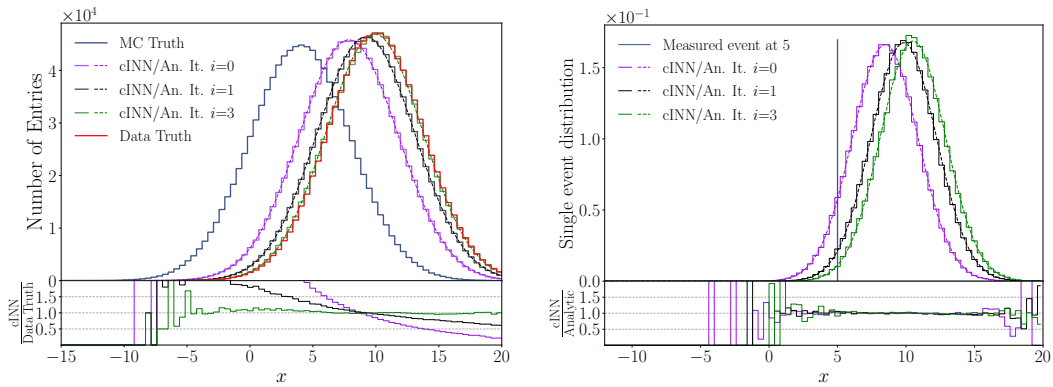 ×10⁴
Number of Entries
4
3
2
1
0
MC Truth
cINN/An. It. i=0
cINN/An. It. i=1
cINN/An. It. i=3
Data Truth
cINN
Data Truth
1.5
1.0
0.5
−15 −10 −5 0 5 10 15 20
x
×10⁻¹
Single event distribution
1.5
1.0
0.5
0.0
Measured event at 5
cINN/An. It. i=0
cINN/An. It. i=1
cINN/An. It. i=3
cINN
Analytic
1.5
1.0
0.5
−10 −5 0 5 10 15 20
x